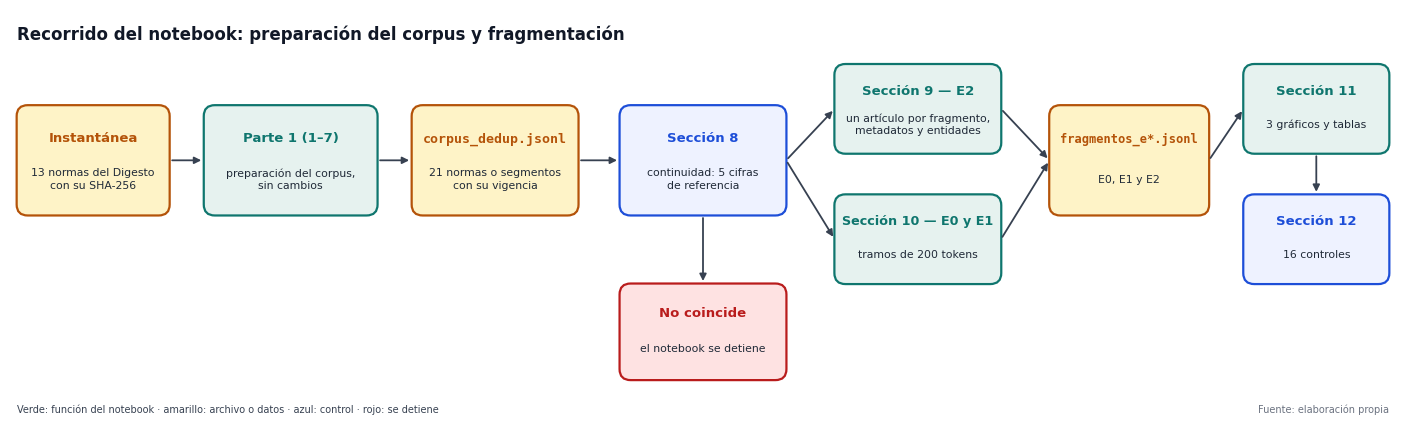 Recorrido del notebook: preparación del corpus y fragmentación
Instantánea
13 normas del Digesto
con su SHA-256
Parte 1 (1–7)
preparación del corpus,
sin cambios
corpus_dedup.jsonl
21 normas o segmentos
con su vigencia
Sección 8
continuidad: 5 cifras
de referencia
No coincide
el notebook se detiene
Sección 9 — E2
un artículo por fragmento,
metadatos y entidades
Sección 10 — E0 y E1
tramos de 200 tokens
fragmentos_e*.jsonl
E0, E1 y E2
Sección 11
3 gráficos y tablas
Sección 12
16 controles
Verde: función del notebook · amarillo: archivo o datos · azul: control · rojo: se detiene
Fuente: elaboración propia